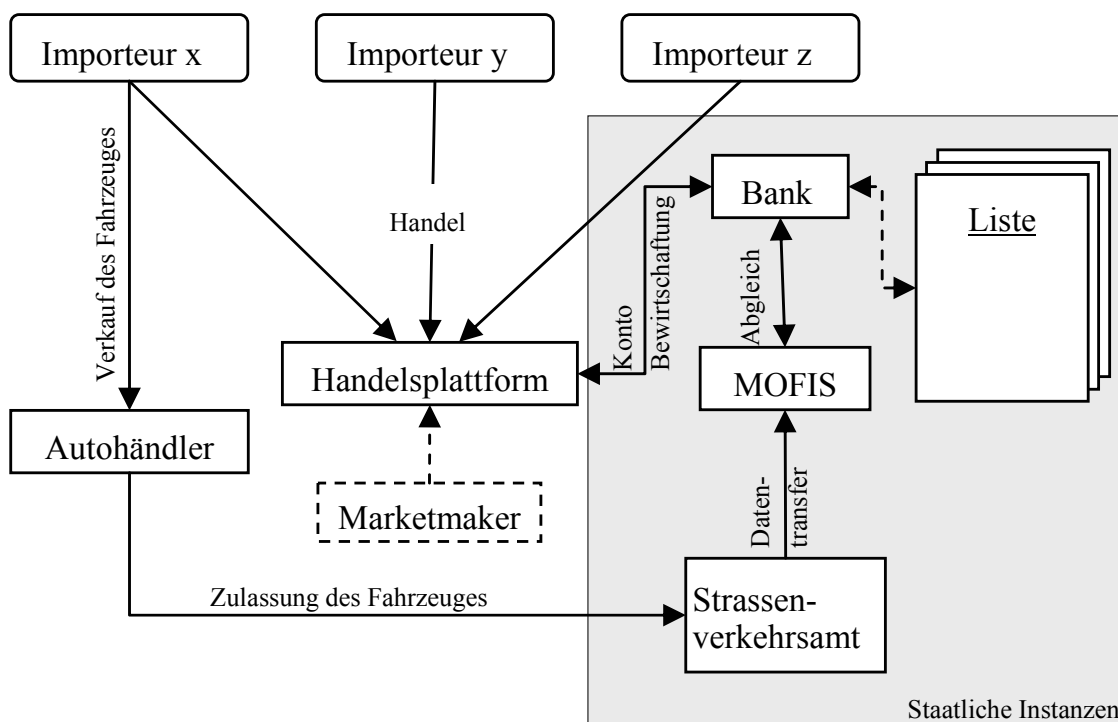 Importeur x
Importeur y
Importeur z
Verkauf des Fahrzeuges
Handel
Konto
Bewirtschaftung
Bank
Liste
Abgleich
Handelsplattform
MOFIS
Autohändler
Marketmaker
Daten-
transfer
Zulassung des Fahrzeuges
Strassen-
verkehrsamt
Staatliche Instanzen